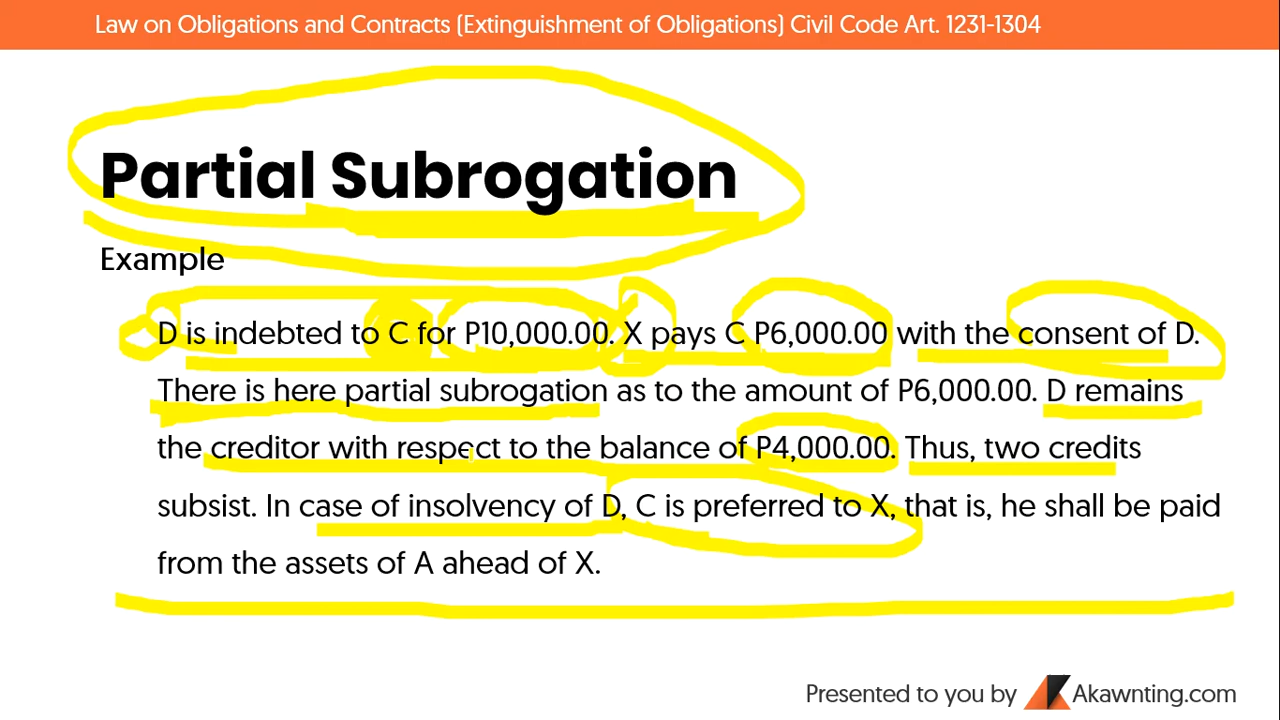 Law on Obligations and Contracts (Extinguishment of Obligations) Civil Code Art. 1231-1304
Partial Subrogation
Example
D is indebted to C for P10,000.00. X pays C P6,000.00 with the consent of D.
There is here partial subrogation as to the amount of P6,000.00. D remains
the creditor with respect to the balance of P4,000.00. Thus, two credits
subsist. In case of insolvency of D, C is preferred to X, that is, he shall be paid
from the assets of A ahead of X.
Presented to you by Akawnting.com